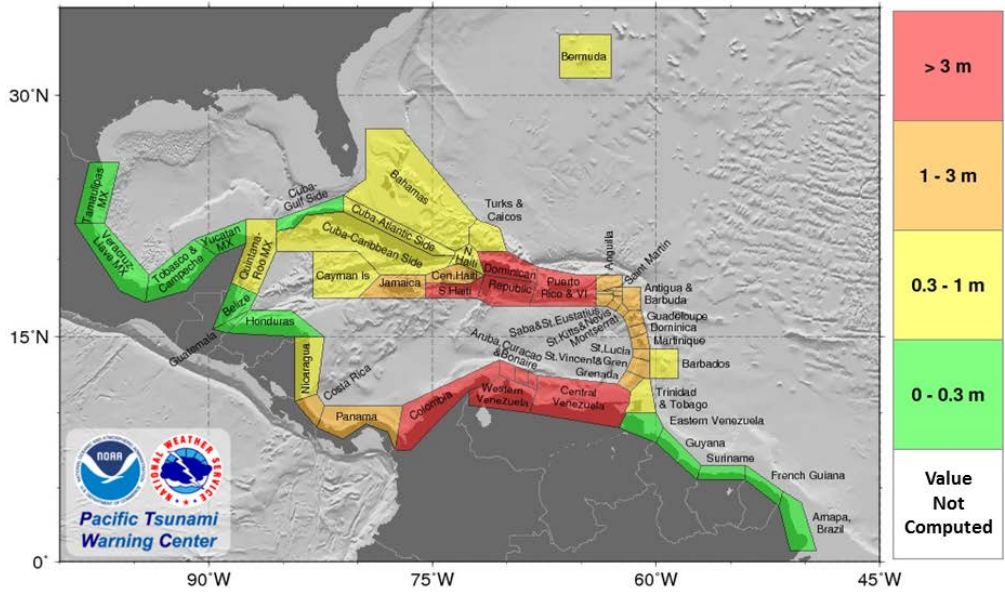 Bermuda
> 3 m
30°N
1 - 3 m
Tamaulipas
MX
Cuba-
Gulf Side
Bahamas
Turks &
Caicos
0.3 - 1 m
Veracruz-
Llave MX
Tobasco &
Campeche
Yucatan
MX
Quintana-
Roo MX
Cuba-Atlantic Side
Cuba-Caribbean Side
N.
Haiti
Cayman Is
Jamaica
Cen.Haiti
S.Haiti
Dominican
Republic
Puerto
Rico & VI
Anguilla
Saint Martin
Antigua &
Barbuda
Belize
Honduras
15°N
Guatemala
Saba&St.Eustatius
St.Kitts&Nevis
Montserrat
Guadeloupe
Dominica
Martinique
Aruba,Curacao
&Bonaire
St.Lucia
St.Vincent&Gren
Grenada
Barbados
0 - 0.3 m
Nicaragua
Costa Rica
Panama
Colombia
Western
Venezuela
Central
Venezuela
Trinidad
& Tobago
Eastern Venezuela
Guyana
Suriname
French Guiana
Amapa,
Brazil
Value
Not
Computed
NOAA
NATIONAL WEATHER SERVICE
Pacific Tsunami
Warning Center
0°
90°W
75°W
60°W
45°W